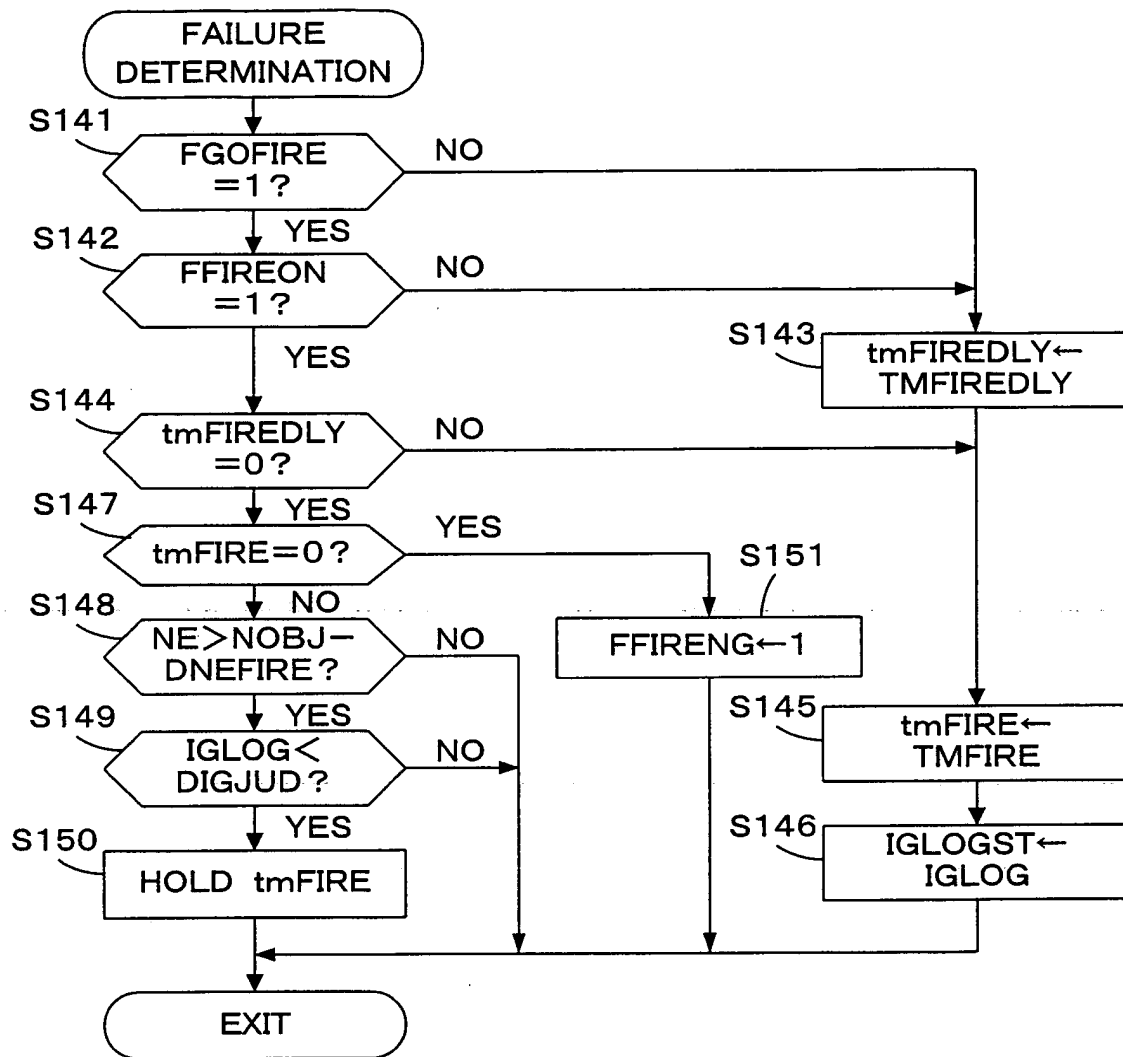 FAILURE
DETERMINATION
S141
FGOFIRE
=1?
NO
YES
S142
FFIREON
=1?
NO
YES
S143
tmFIREDLY←
TMFIREDLY
S144
tmFIREDLY
=0?
NO
YES
S147
tmFIRE=0?
YES
NO
S151
FFIRENG←1
S148
NE>NOBJ−
DNEFIRE?
NO
YES
S149
IGLOG<
DIGJUD?
NO
YES
S145
tmFIRE←
TMFIRE
S146
IGLOGST←
IGLOG
S150
HOLD tmFIRE
EXIT